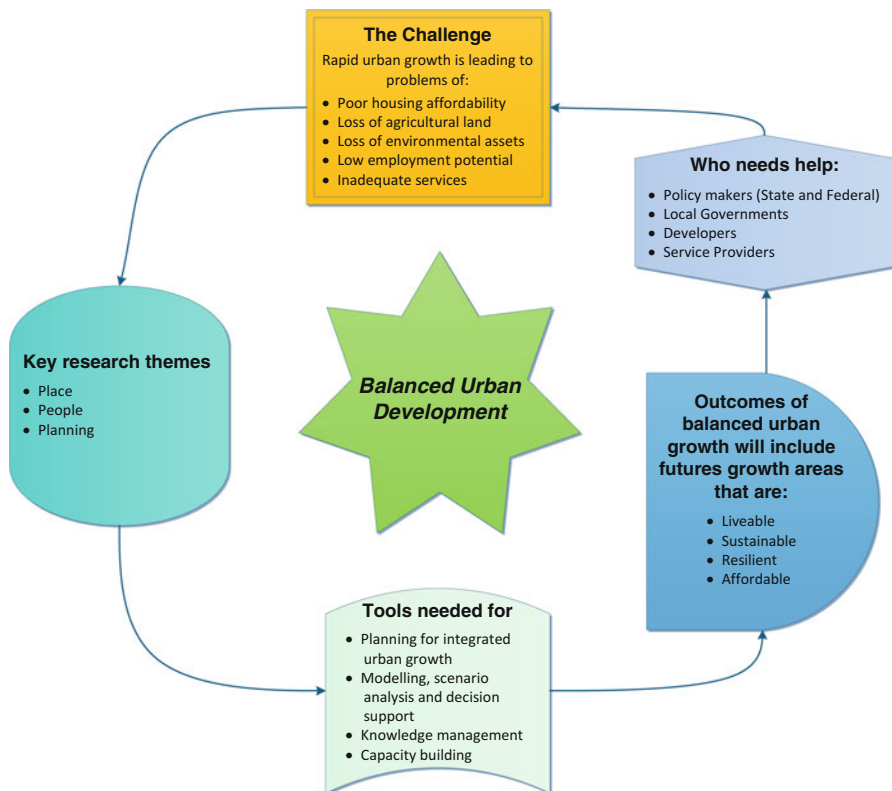 The Challenge
Rapid urban growth is leading to
problems of:
• Poor housing affordability
• Loss of agricultural land
• Loss of environmental assets
• Low employment potential
• Inadequate services
Who needs help:
• Policy makers (State and Federal)
• Local Governments
• Developers
• Service Providers
Key research themes
• Place
• People
• Planning
Balanced Urban
Development
Outcomes of
balanced urban
growth will include
futures growth areas
that are:
• Liveable
• Sustainable
• Resilient
• Affordable
Tools needed for
• Planning for integrated
urban growth
• Modelling, scenario
analysis and decision
support
• Knowledge management
• Capacity building